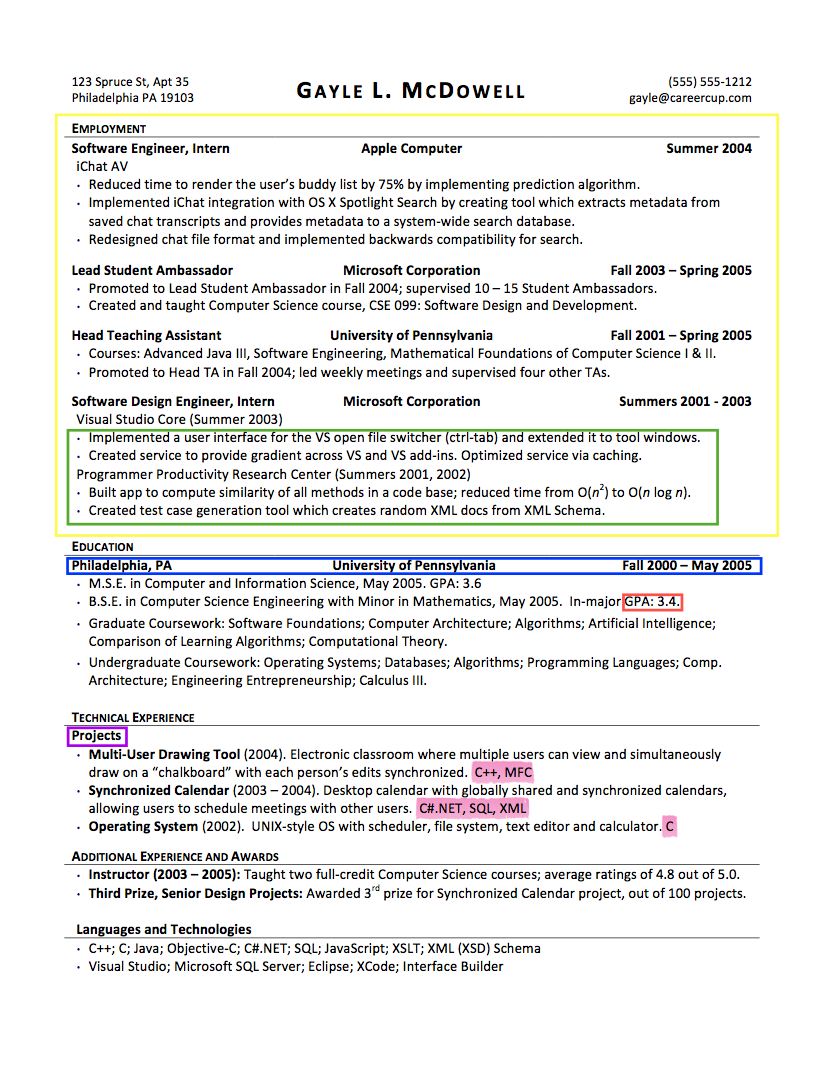 123 Spruce St, Apt 35
Philadelphia PA 19103
GAYLE L. MCDOWELL
(555) 555-1212
gayle@careercup.com
EMPLOYMENT
Software Engineer, Intern Apple Computer Summer 2004
iChat AV
• Reduced time to render the user’s buddy list by 75% by implementing prediction algorithm.
• Implemented iChat integration with OS X Spotlight Search by creating tool which extracts metadata from
saved chat transcripts and provides metadata to a system-wide search database.
• Redesigned chat file format and implemented backwards compatibility for search.
Lead Student Ambassador Microsoft Corporation Fall 2003 – Spring 2005
• Promoted to Lead Student Ambassador in Fall 2004; supervised 10 – 15 Student Ambassadors.
• Created and taught Computer Science course, CSE 099: Software Design and Development.
Head Teaching Assistant University of Pennsylvania Fall 2001 – Spring 2005
• Courses: Advanced Java III, Software Engineering, Mathematical Foundations of Computer Science I & II.
• Promoted to Head TA in Fall 2004; led weekly meetings and supervised four other TAs.
Software Design Engineer, Intern Microsoft Corporation Summers 2001 - 2003
Visual Studio Core (Summer 2003)
• Implemented a user interface for the VS open file switcher (ctrl-tab) and extended it to tool windows.
• Created service to provide gradient across VS and VS add-ins. Optimized service via caching.
Programmer Productivity Research Center (Summers 2001, 2002)
• Built app to compute similarity of all methods in a code base; reduced time from O(n²) to O(n log n).
• Created test case generation tool which creates random XML docs from XML Schema.
EDUCATION
Philadelphia, PA University of Pennsylvania Fall 2000 – May 2005
• M.S.E. in Computer and Information Science, May 2005. GPA: 3.6
• B.S.E. in Computer Science Engineering with Minor in Mathematics, May 2005. In-major GPA: 3.4.
• Graduate Coursework: Software Foundations; Computer Architecture; Algorithms; Artificial Intelligence;
Comparison of Learning Algorithms; Computational Theory.
• Undergraduate Coursework: Operating Systems; Databases; Algorithms; Programming Languages; Comp.
Architecture; Engineering Entrepreneurship; Calculus III.
TECHNICAL EXPERIENCE
Projects
• Multi-User Drawing Tool (2004). Electronic classroom where multiple users can view and simultaneously
draw on a “chalkboard” with each person’s edits synchronized. C++, MFC
• Synchronized Calendar (2003 – 2004). Desktop calendar with globally shared and synchronized calendars,
allowing users to schedule meetings with other users. C#.NET, SQL, XML
• Operating System (2002). UNIX-style OS with scheduler, file system, text editor and calculator. C
ADDITIONAL EXPERIENCE AND AWARDS
• Instructor (2003 – 2005): Taught two full-credit Computer Science courses; average ratings of 4.8 out of 5.0.
• Third Prize, Senior Design Projects: Awarded 3rd prize for Synchronized Calendar project, out of 100 projects.
Languages and Technologies
• C++; C; Java; Objective-C; C#.NET; SQL; JavaScript; XSLT; XML (XSD) Schema
• Visual Studio; Microsoft SQL Server; Eclipse; XCode; Interface Builder